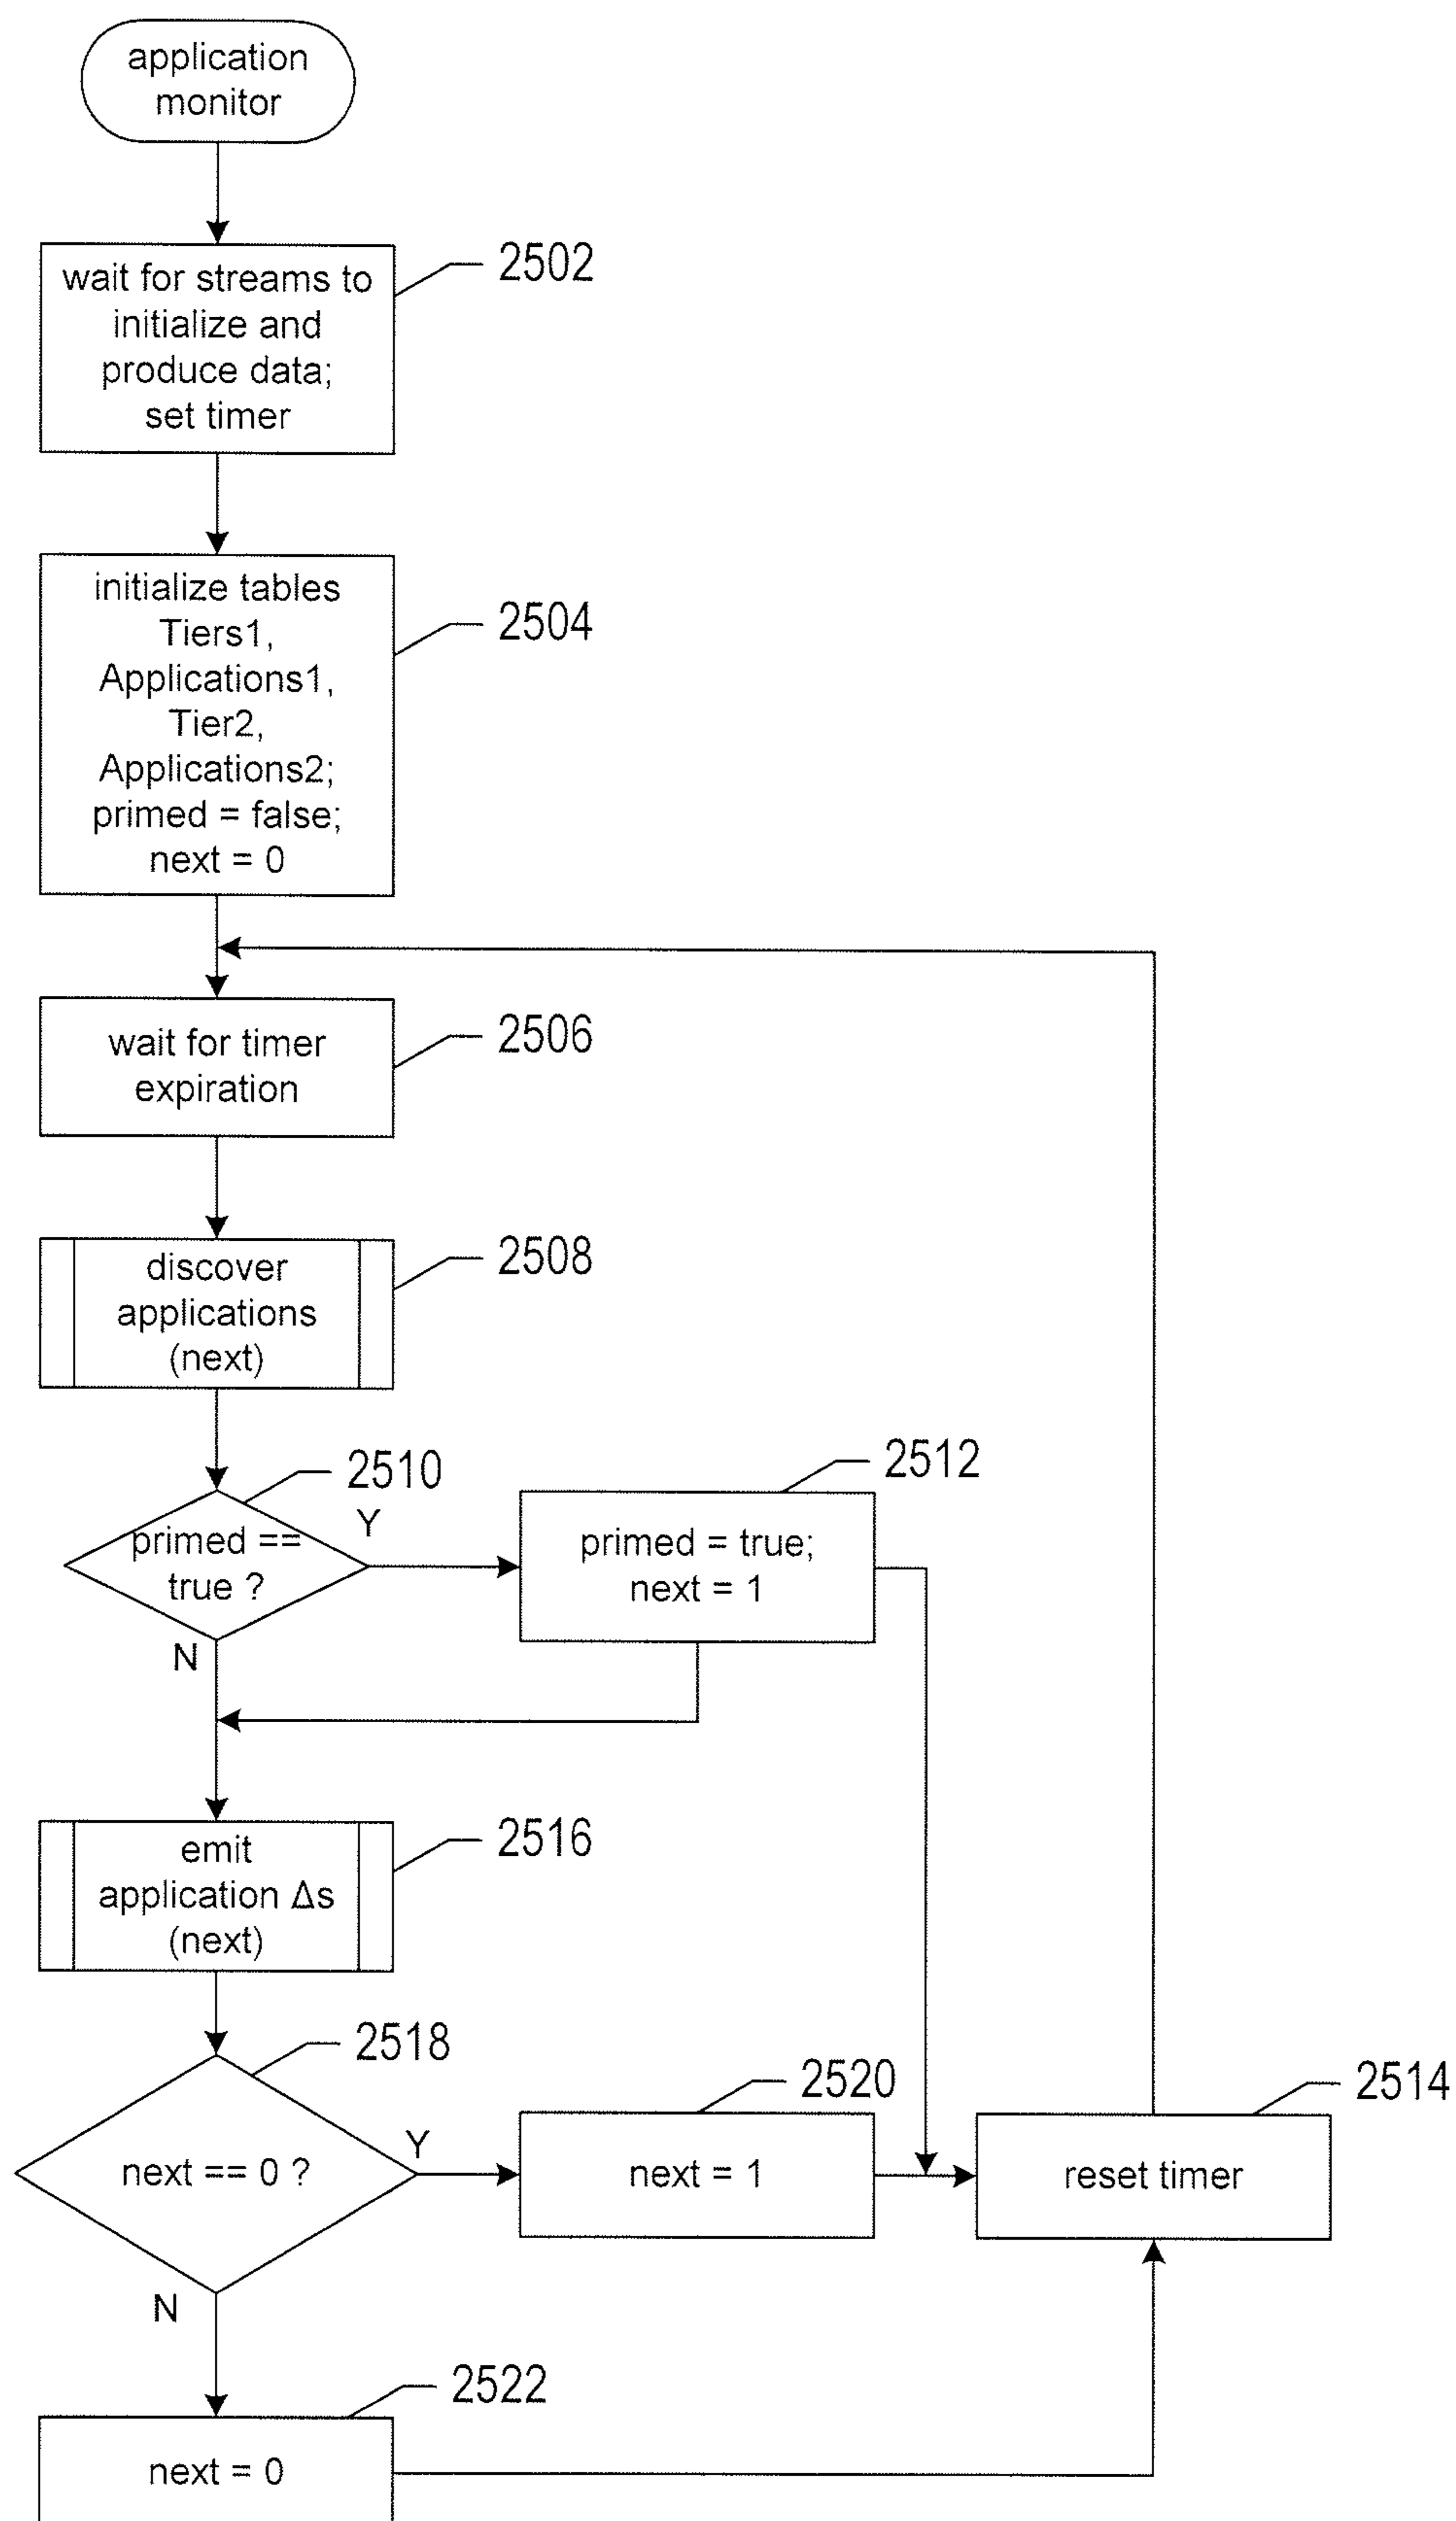 application
monitor
2502
wait for streams to
initialize and
produce data;
set timer
2504
initialize tables
Tiers1,
Applications1,
Tier2,
Applications2;
primed = false;
next = 0
2506
wait for timer
expiration
2508
discover
applications
(next)
2510
primed ==
true ?
Y
N
2512
primed = true;
next = 1
2516
emit
application Δs
(next)
2518
next == 0 ?
Y
N
2520
next = 1
2514
reset timer
2522
next = 0